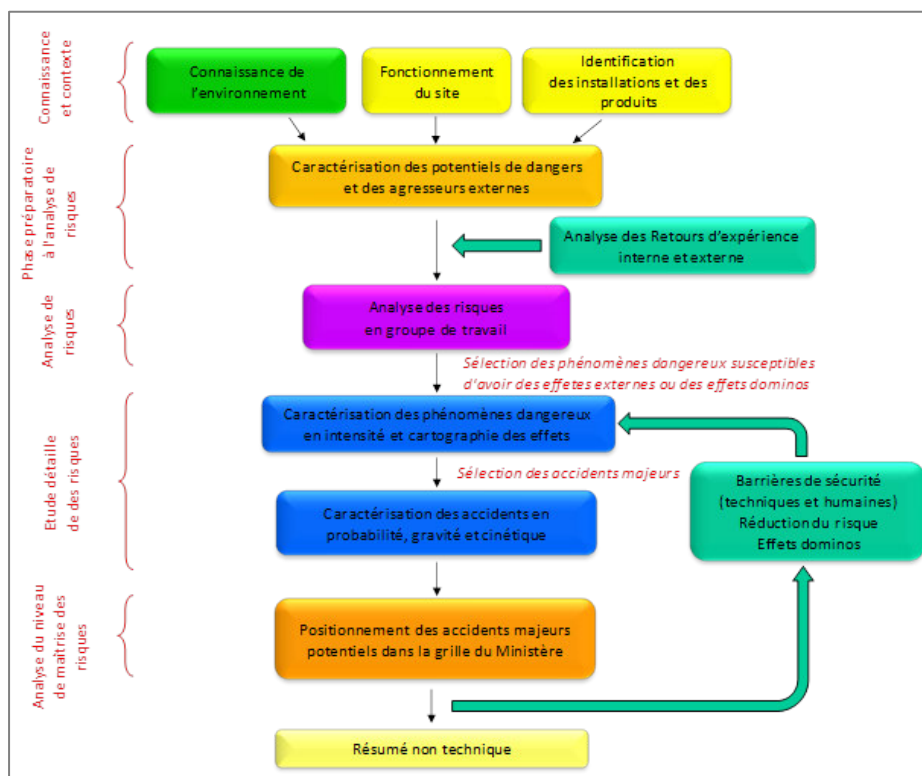 Connaissance
et contexte
Connaissance de
l'environnement
Fonctionnement
du site
Identification
des installations et des
produits
Phase préparatoire
à l'analyse de
risques
Caractérisation des potentiels de dangers
et des agresseurs externes
Analyse des Retours d'expérience
interne et externe
Analyse de
risques
Analyse des risques
en groupe de travail
Sélection des phénomènes dangereux susceptibles
d'avoir des effetes externes ou des effets dominos
Etude détaille
de des risques
Caractérisation des phénomènes dangereux
en intensité et cartographie des effets
Sélection des accidents majeurs
Caractérisation des accidents en
probabilité, gravité et cinétique
Barrières de sécurité
(techniques et humaines)
Réduction du risque
Effets dominos
Analyse du niveau
de maîtrise des
risques
Positionnement des accidents majeurs
potentiels dans la grille du Ministère
Résumé non technique